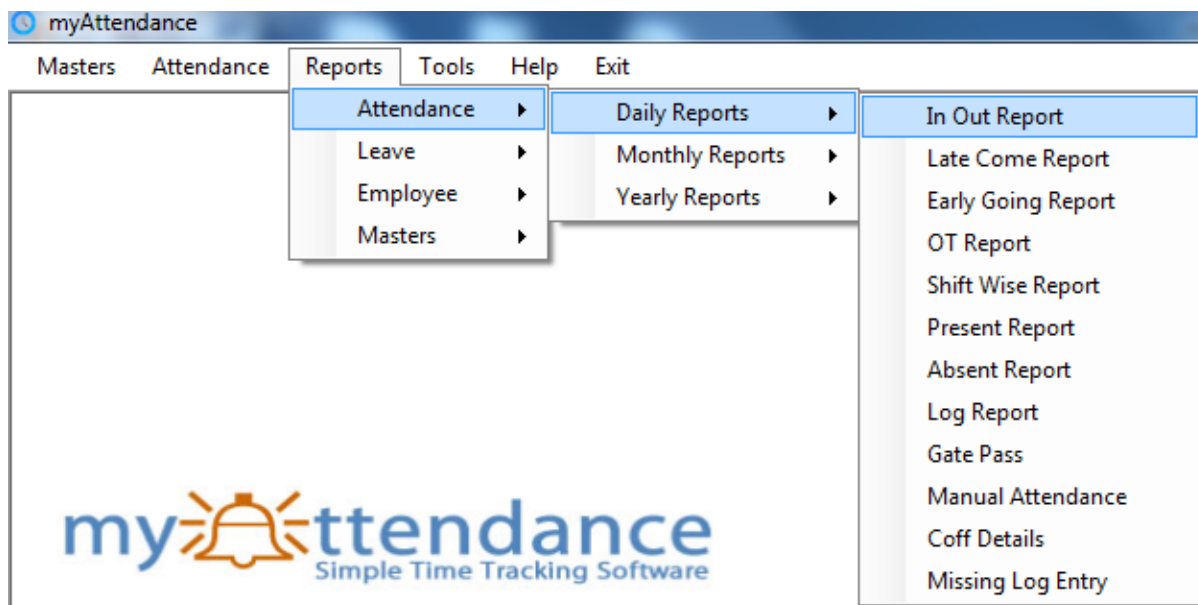 myAttendance
Masters Attendance Reports Tools Help Exit
Attendance
Leave
Employee
Masters
Daily Reports
Monthly Reports
Yearly Reports
In Out Report
Late Come Report
Early Going Report
OT Report
Shift Wise Report
Present Report
Absent Report
Log Report
Gate Pass
Manual Attendance
Coff Details
Missing Log Entry
myAttendance
Simple Time Tracking Software